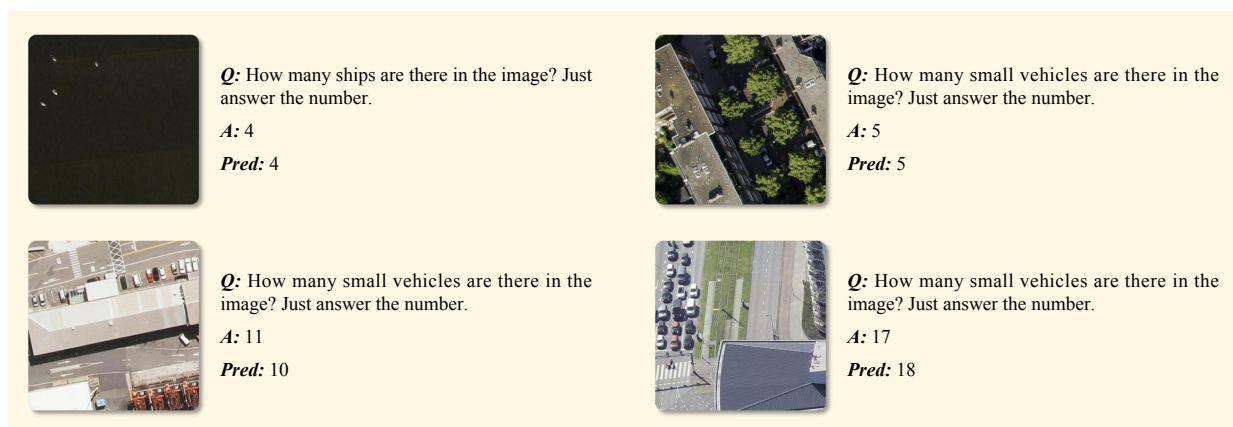 Q: How many ships are there in the image? Just
answer the number.
A: 4
Pred: 4
Q: How many small vehicles are there in the
image? Just answer the number.
A: 5
Pred: 5
Q: How many small vehicles are there in the
image? Just answer the number.
A: 11
Pred: 10
Q: How many small vehicles are there in the
image? Just answer the number.
A: 17
Pred: 18